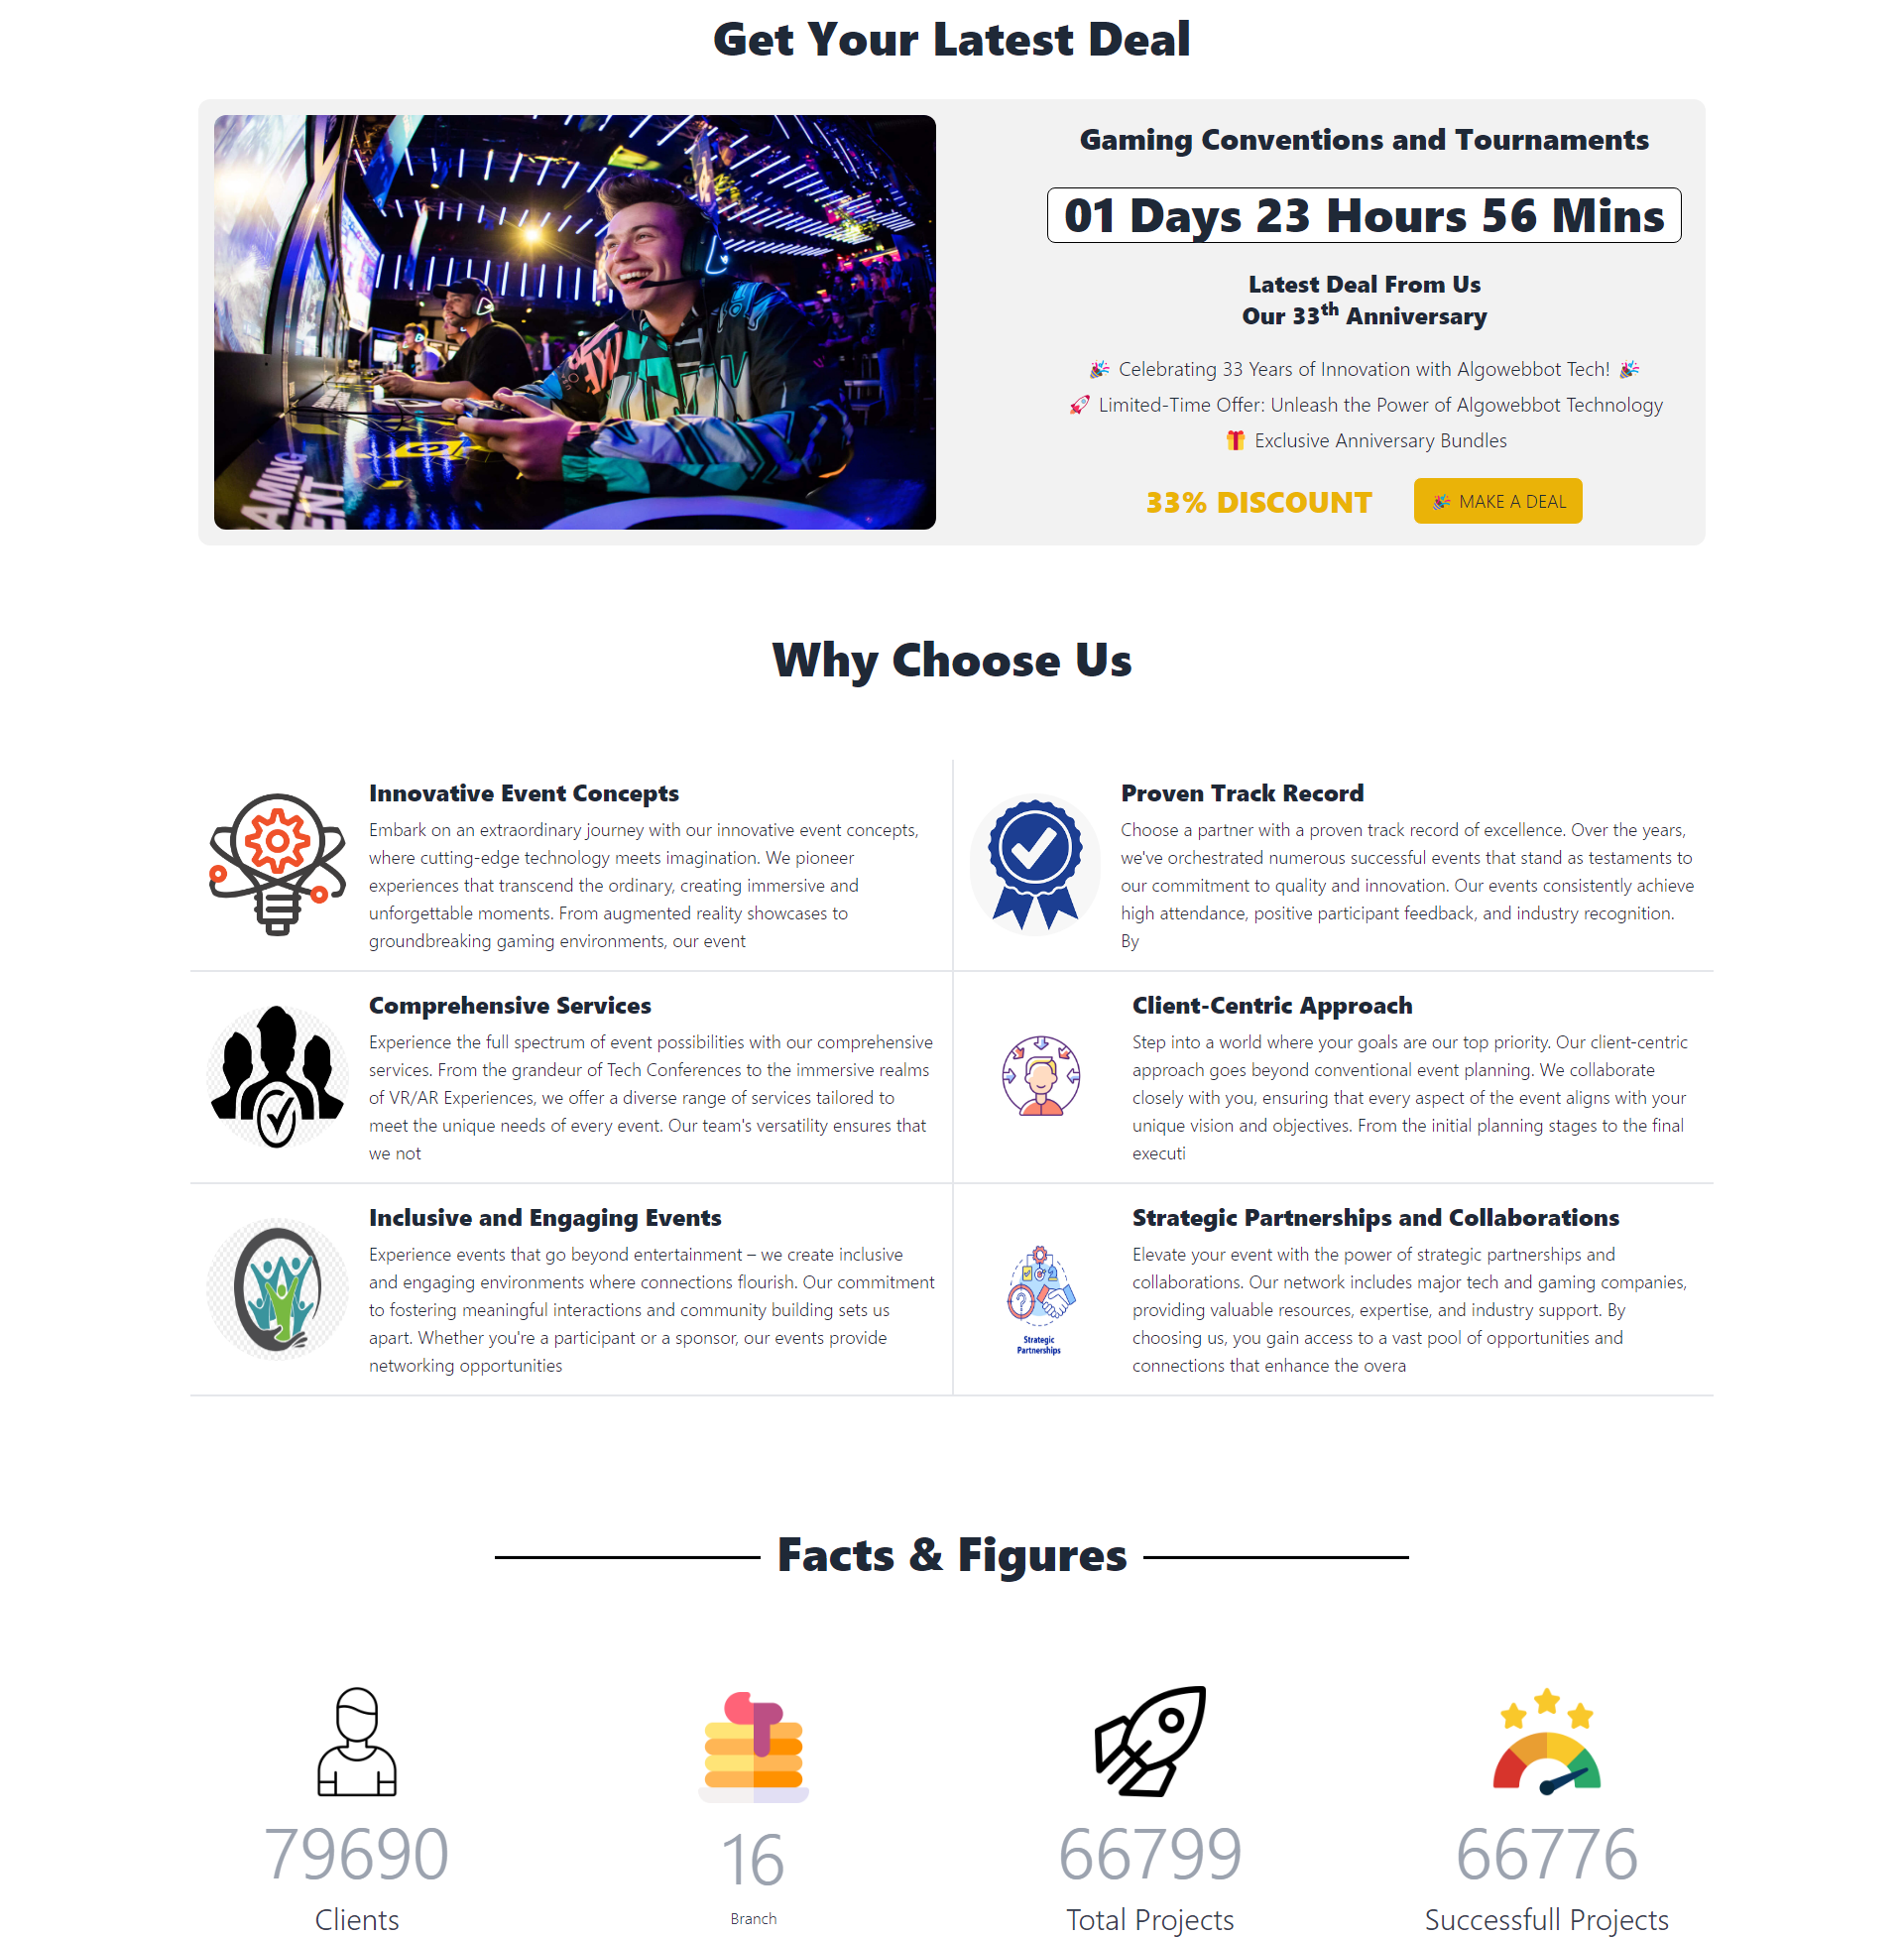 Get Your Latest Deal
Gaming Conventions and Tournaments
01 Days 23 Hours 56 Mins
Latest Deal From Us
Our 33th Anniversary
🎉 Celebrating 33 Years of Innovation with Algowebbot Tech! 🎉
🚀 Limited-Time Offer: Unleash the Power of Algowebbot Technology
🎁 Exclusive Anniversary Bundles
33% DISCOUNT
🎉 MAKE A DEAL
Why Choose Us
Innovative Event Concepts
Embark on an extraordinary journey with our innovative event concepts,
where cutting-edge technology meets imagination. We pioneer
experiences that transcend the ordinary, creating immersive and
unforgettable moments. From augmented reality showcases to
groundbreaking gaming environments, our event
Proven Track Record
Choose a partner with a proven track record of excellence. Over the years,
we've orchestrated numerous successful events that stand as testaments to
our commitment to quality and innovation. Our events consistently achieve
high attendance, positive participant feedback, and industry recognition.
By
Comprehensive Services
Experience the full spectrum of event possibilities with our comprehensive
services. From the grandeur of Tech Conferences to the immersive realms
of VR/AR Experiences, we offer a diverse range of services tailored to
meet the unique needs of every event. Our team's versatility ensures that
we not
Client-Centric Approach
Step into a world where your goals are our top priority. Our client-centric
approach goes beyond conventional event planning. We collaborate
closely with you, ensuring that every aspect of the event aligns with your
unique vision and objectives. From the initial planning stages to the final
executi
Inclusive and Engaging Events
Experience events that go beyond entertainment – we create inclusive
and engaging environments where connections flourish. Our commitment
to fostering meaningful interactions and community building sets us
apart. Whether you're a participant or a sponsor, our events provide
networking opportunities
Strategic
Partnerships
Strategic Partnerships and Collaborations
Elevate your event with the power of strategic partnerships and
collaborations. Our network includes major tech and gaming companies,
providing valuable resources, expertise, and industry support. By
choosing us, you gain access to a vast pool of opportunities and
connections that enhance the overa
Facts & Figures
79690
Clients
16
Branch
66799
Total Projects
66776
Successfull Projects